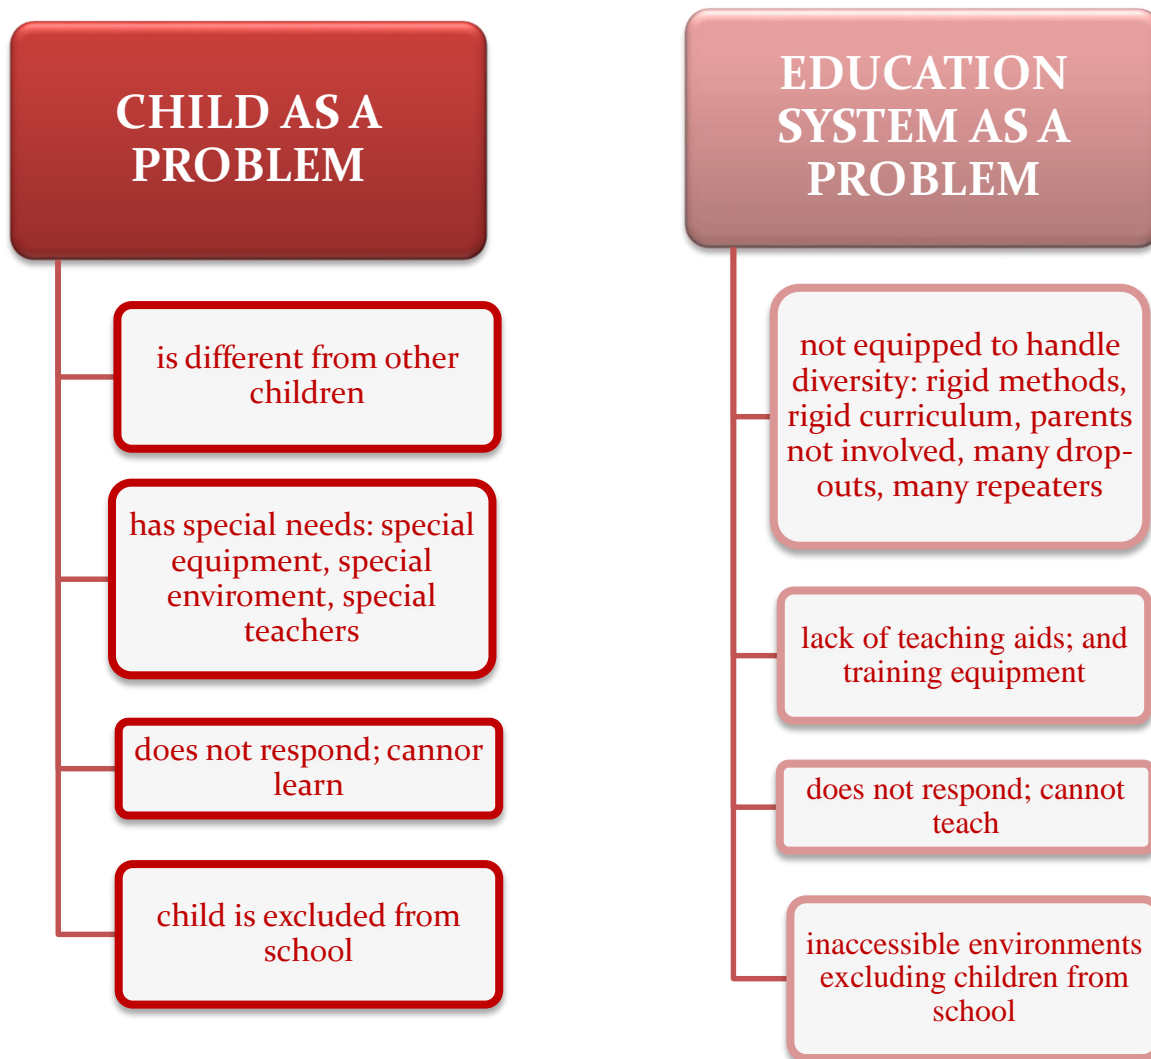 CHILD AS A
PROBLEM
is different from other
children
has special needs: special
equipment, special
enviroment, special
teachers
does not respond; cannor
learn
child is excluded from
school
EDUCATION
SYSTEM AS A
PROBLEM
not equipped to handle
diversity: rigid methods,
rigid curriculum, parents
not involved, many drop-
outs, many repeaters
lack of teaching aids; and
training equipment
does not respond; cannot
teach
inaccessible environments
excluding children from
school